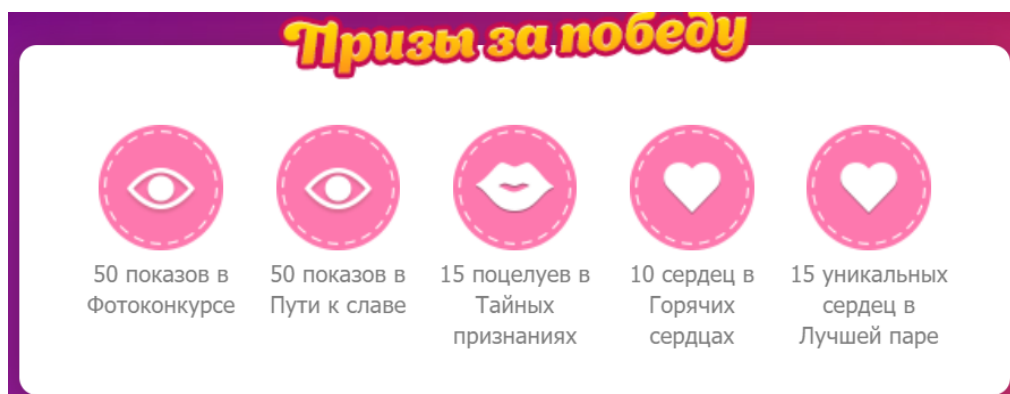 Призы за победу
50 показов в
Фотоконкурсе
50 показов в
Пути к славе
15 поцелуев в
Тайных
признаниях
10 сердец в
Горячих
сердцах
15 уникальных
сердец в
Лучшей паре